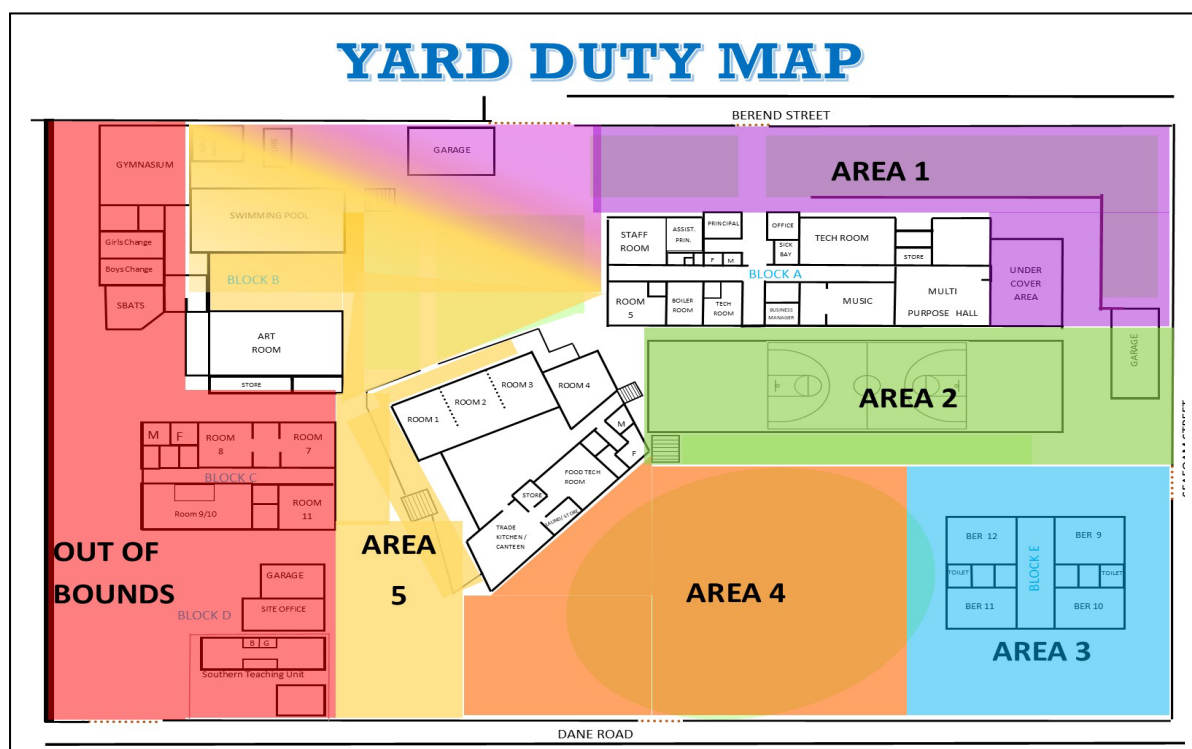 YARD DUTY MAP
BEREND STREET
GYMNASIUM
GARAGE
AREA 1
SWIMMING POOL
Girls Change
Boys Change
SBATS
BLOCK B
ART
ROOM
STORE
STAFF
ROOM
ASSIST.
PRIN.
PRINCIPAL
F M
OFFICE
SICK
BAY
TECH ROOM
STORE
UNDER
COVER
AREA
BLOCK A
ROOM
5
BOILER
ROOM
TECH
ROOM
BUSINESS
MANAGER
MUSIC
MULTI
PURPOSE HALL
GARAGE
AREA 2
SEAFOAM STREET
ROOM 1
ROOM 2
ROOM 3
ROOM 4
M
F
FOOD TECH
ROOM
STORE
TRADE
KITCHEN /
CANTEEN
M F
ROOM
8
ROOM
7
BLOCK C
Room 9/10
ROOM
11
OUT OF
BOUNDS
AREA
5
GARAGE
SITE OFFICE
BLOCK D
B G
Southern Teaching Unit
AREA 4
BER 12
BER 9
TOILET
TOILET
BLOCK E
BER 11
BER 10
AREA 3
DANE ROAD